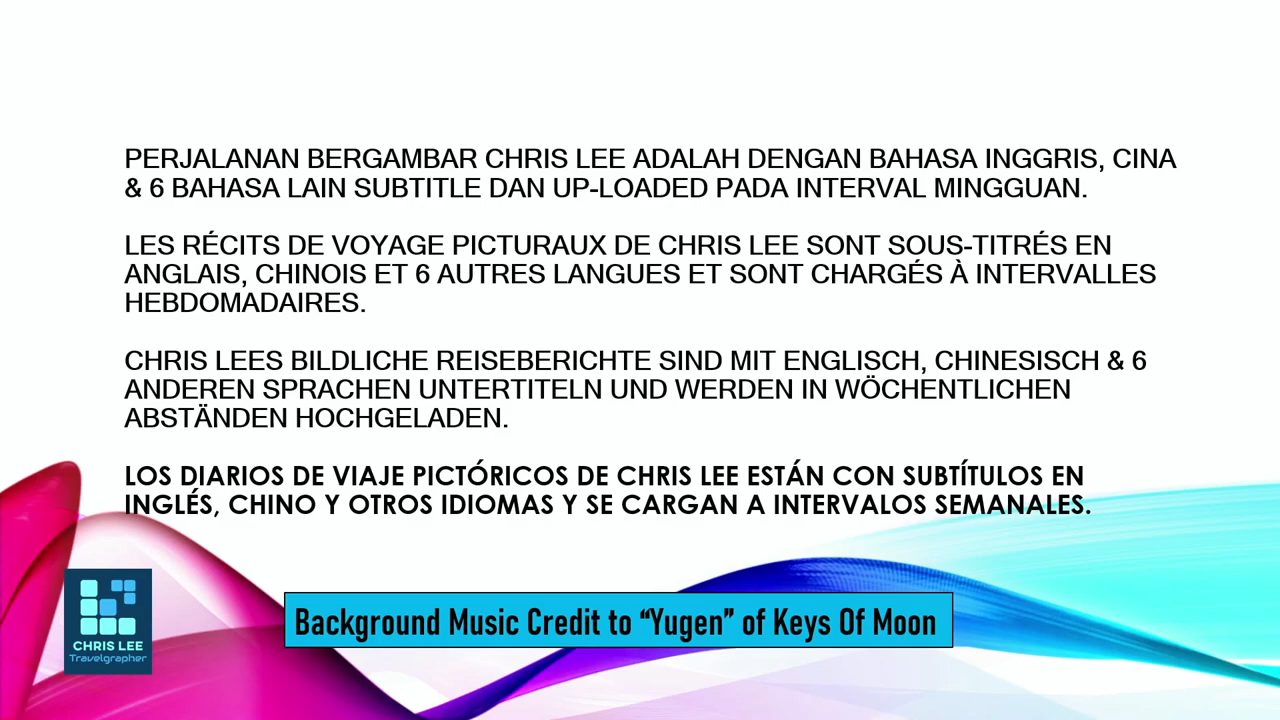 PERJALANAN BERGAMBAR CHRIS LEE ADALAH DENGAN BAHASA INGGRIS, CINA
& 6 BAHASA LAIN SUBTITLE DAN UP-LOADED PADA INTERVAL MINGGUAN.
LES RÉCITS DE VOYAGE PICTURAUX DE CHRIS LEE SONT SOUS-TITRÉS EN
ANGLAIS, CHINOIS ET 6 AUTRES LANGUES ET SONT CHARGÉS À INTERVALLES
HEBDOMADAIRES.
CHRIS LEES BILDLICHE REISEBERICHTE SIND MIT ENGLISCH, CHINESISCH & 6
ANDEREN SPRACHEN UNTERTITELN UND WERDEN IN WÖCHENTLICHEN
ABSTÄNDEN HOCHGELADEN.
LOS DIARIOS DE VIAJE PICTÓRICOS DE CHRIS LEE ESTÁN CON SUBTÍTULOS EN
INGLÉS, CHINO Y OTROS IDIOMAS Y SE CARGAN A INTERVALOS SEMANALES.
Background Music Credit to “Yugen” of Keys Of Moon
CHRIS LEE
Travelgrapher